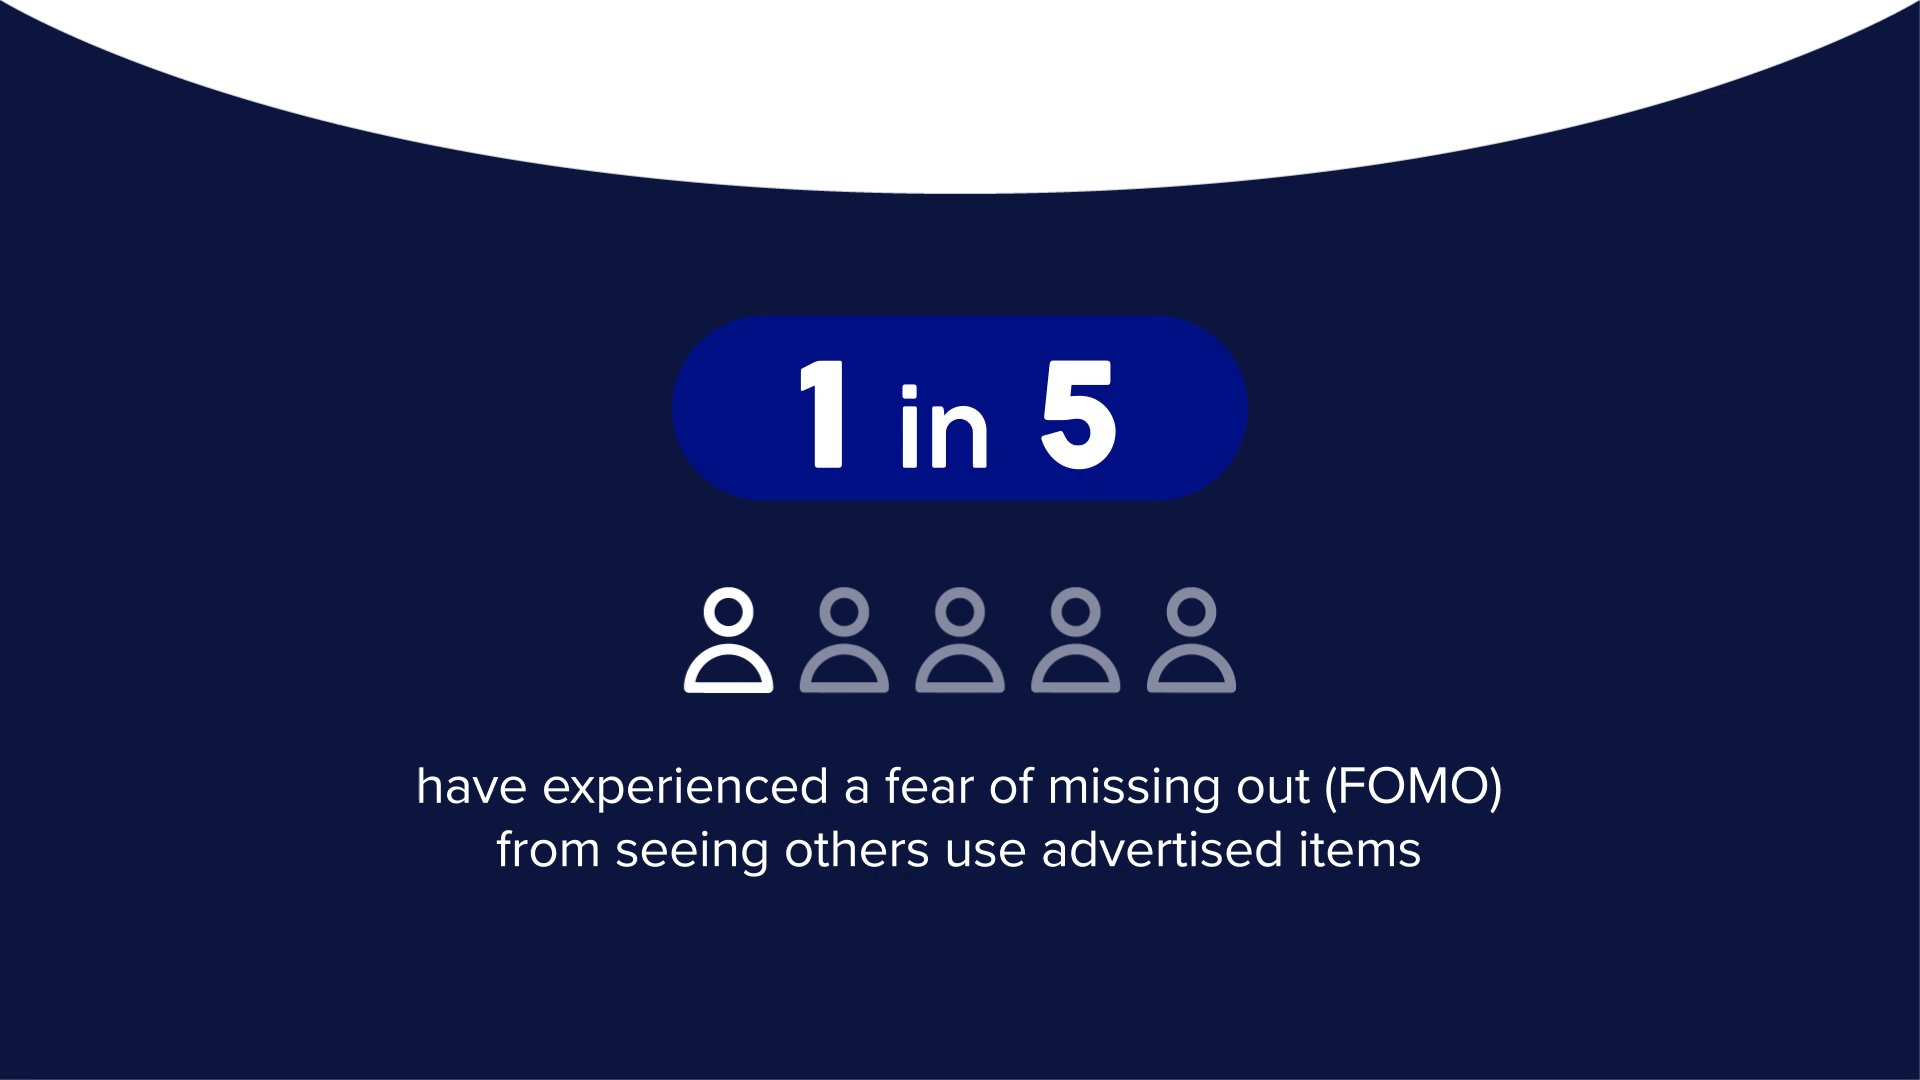 1 in 5
have experienced a fear of missing out (FOMO)
from seeing others use advertised items